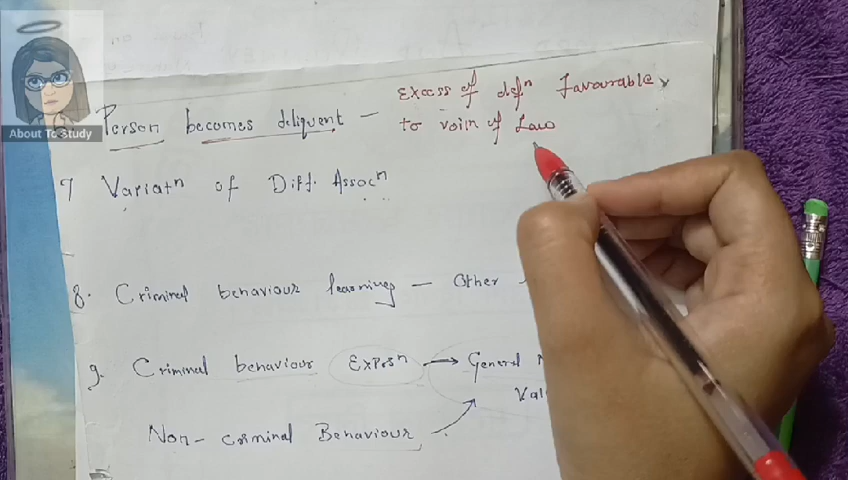 About To Study
Excess of defn favourable
Person becomes deliquent — to voiln of Law
7 Variatn of Diff. Assocn
8. Criminal behaviour learning — Other
9. Criminal behaviour Expresn → General
Val
Non-criminal Behaviour